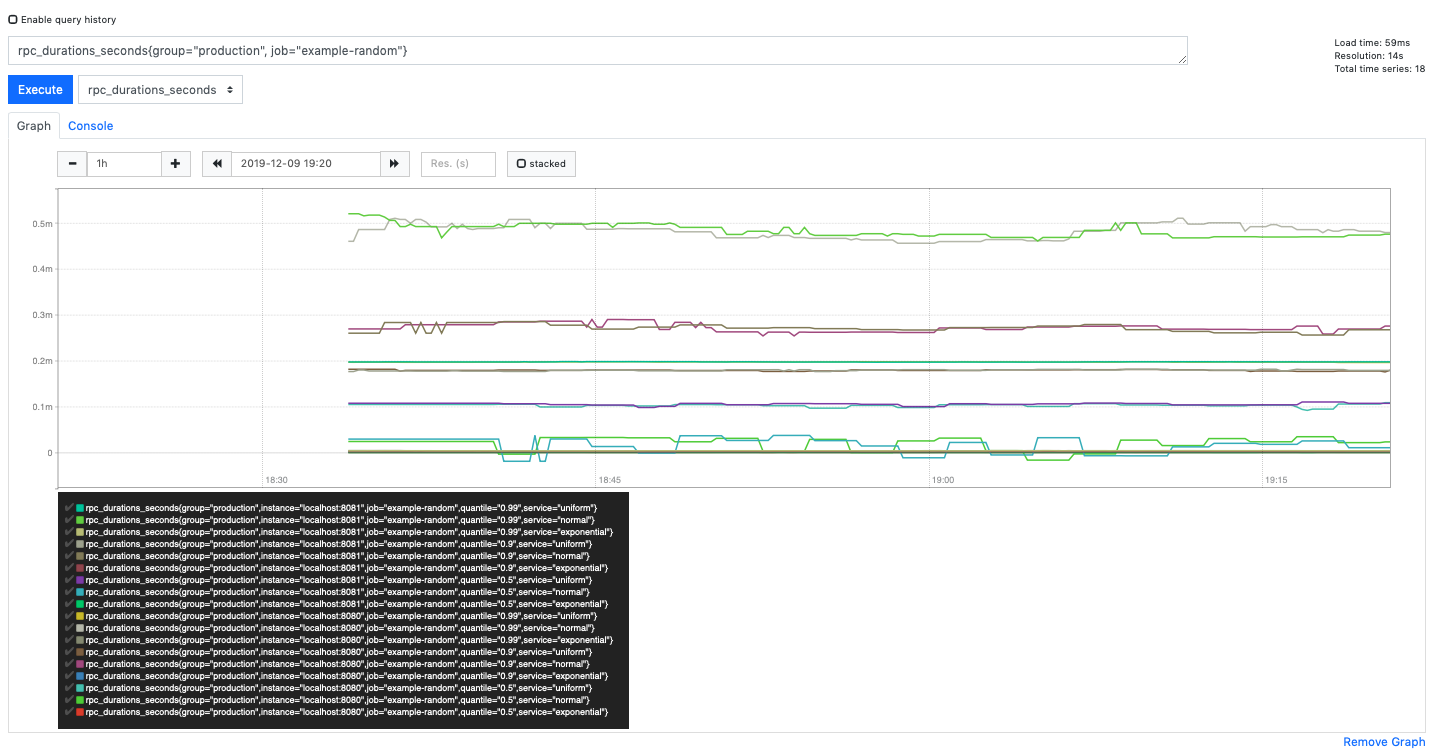 Enable query history
rpc_durations_seconds{group="production", job="example-random"}
Load time: 59ms
Resolution: 14s
Total time series: 18
Execute
rpc_durations_seconds
Graph
Console
1h
2019-12-09 19:20
Res. (s)
stacked
0.5m
0.4m
0.3m
0.2m
0.1m
0
18:30
18:45
19:00
19:15
rpc_durations_seconds{group="production",instance="localhost:8081",job="example-random",quantile="0.99",service="uniform"}
rpc_durations_seconds{group="production",instance="localhost:8081",job="example-random",quantile="0.99",service="normal"}
rpc_durations_seconds{group="production",instance="localhost:8081",job="example-random",quantile="0.99",service="exponential"}
rpc_durations_seconds{group="production",instance="localhost:8081",job="example-random",quantile="0.9",service="uniform"}
rpc_durations_seconds{group="production",instance="localhost:8081",job="example-random",quantile="0.9",service="normal"}
rpc_durations_seconds{group="production",instance="localhost:8081",job="example-random",quantile="0.9",service="exponential"}
rpc_durations_seconds{group="production",instance="localhost:8081",job="example-random",quantile="0.5",service="uniform"}
rpc_durations_seconds{group="production",instance="localhost:8081",job="example-random",quantile="0.5",service="normal"}
rpc_durations_seconds{group="production",instance="localhost:8081",job="example-random",quantile="0.5",service="exponential"}
rpc_durations_seconds{group="production",instance="localhost:8080",job="example-random",quantile="0.99",service="uniform"}
rpc_durations_seconds{group="production",instance="localhost:8080",job="example-random",quantile="0.99",service="normal"}
rpc_durations_seconds{group="production",instance="localhost:8080",job="example-random",quantile="0.99",service="exponential"}
rpc_durations_seconds{group="production",instance="localhost:8080",job="example-random",quantile="0.9",service="uniform"}
rpc_durations_seconds{group="production",instance="localhost:8080",job="example-random",quantile="0.9",service="normal"}
rpc_durations_seconds{group="production",instance="localhost:8080",job="example-random",quantile="0.9",service="exponential"}
rpc_durations_seconds{group="production",instance="localhost:8080",job="example-random",quantile="0.5",service="uniform"}
rpc_durations_seconds{group="production",instance="localhost:8080",job="example-random",quantile="0.5",service="normal"}
rpc_durations_seconds{group="production",instance="localhost:8080",job="example-random",quantile="0.5",service="exponential"}
Remove Graph